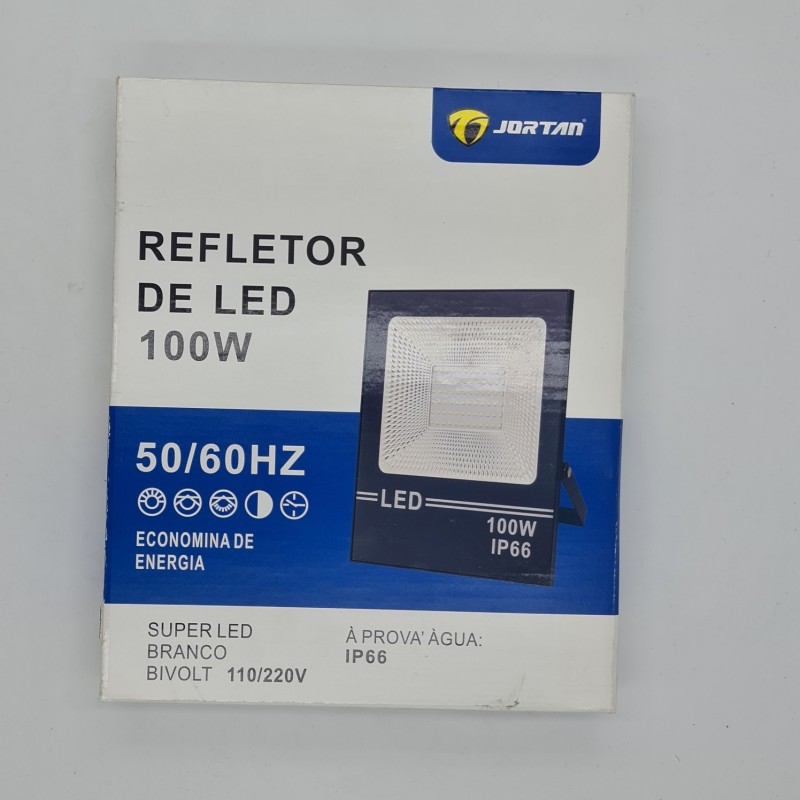 JORTAN®
REFLETOR
DE LED
100W
50/60HZ
ECONOMINA DE
ENERGIA
LED
100W
IP66
SUPER LED
BRANCO
BIVOLT 110/220V
À PROVA' ÀGUA:
IP66